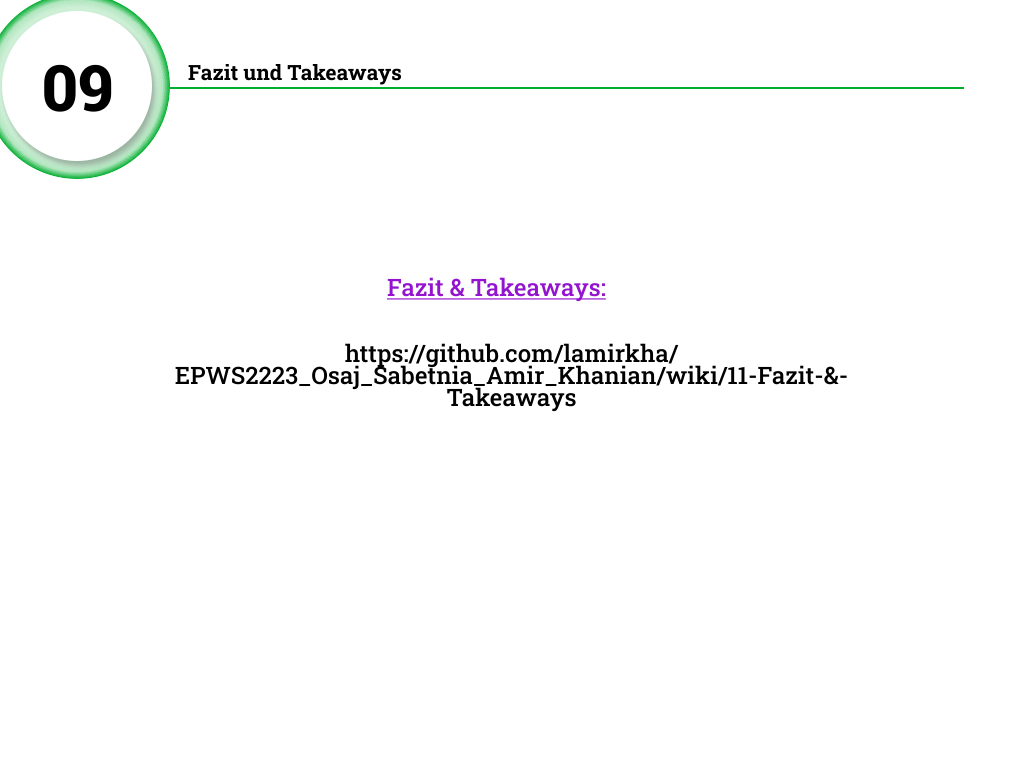 09
Fazit und Takeaways
Fazit & Takeaways:
https://github.com/lamirkha/
EPWS2223_Osaj_Sabetnia_Amir_Khanian/wiki/11-Fazit-&-
Takeaways